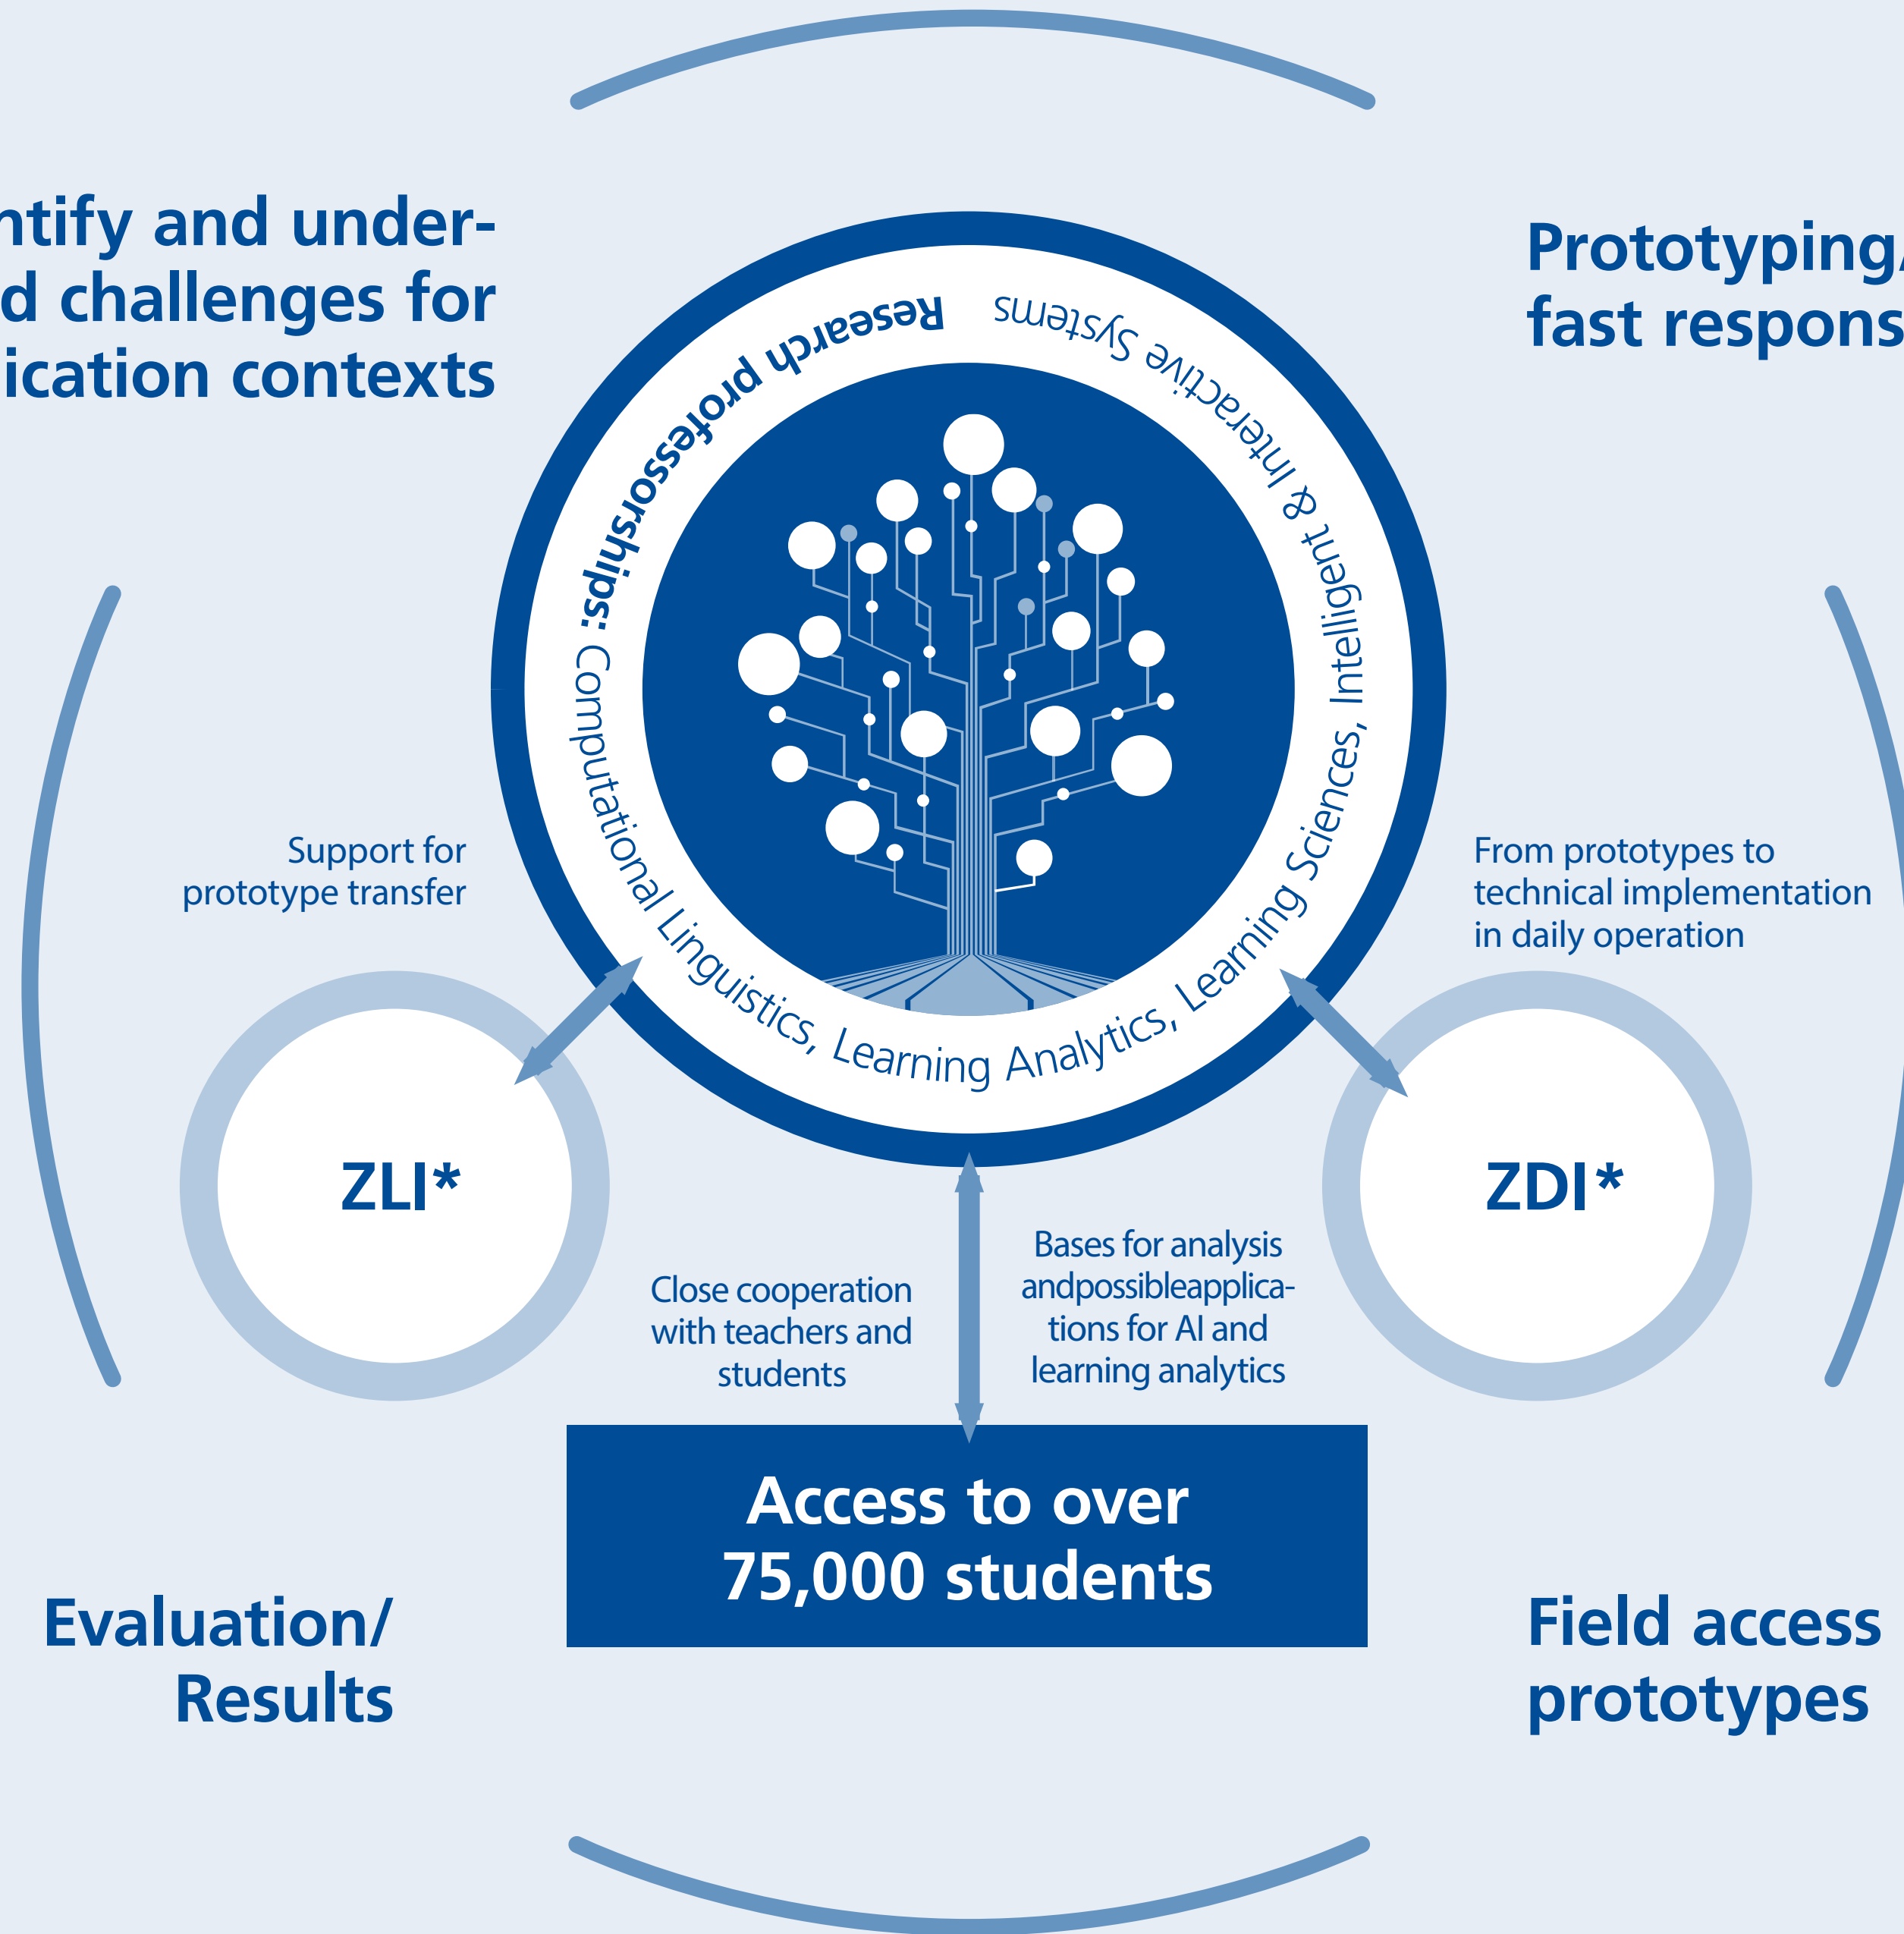 ntify and under-
d challenges for
ication contexts
Prototyping/
fast respons
Research professorships: Computational Linguistics, Learning Analytics, Learning Sciences, Intelligent & Interactive Systems
Support for
prototype transfer
From prototypes to
technical implementation
in daily operation
ZLI*
ZDI*
Close cooperation
with teachers and
students
Bases for analysis
andpossibleapplica-
tions for AI and
learning analytics
Access to over
75,000 students
Evaluation/
Results
Field access
prototypes